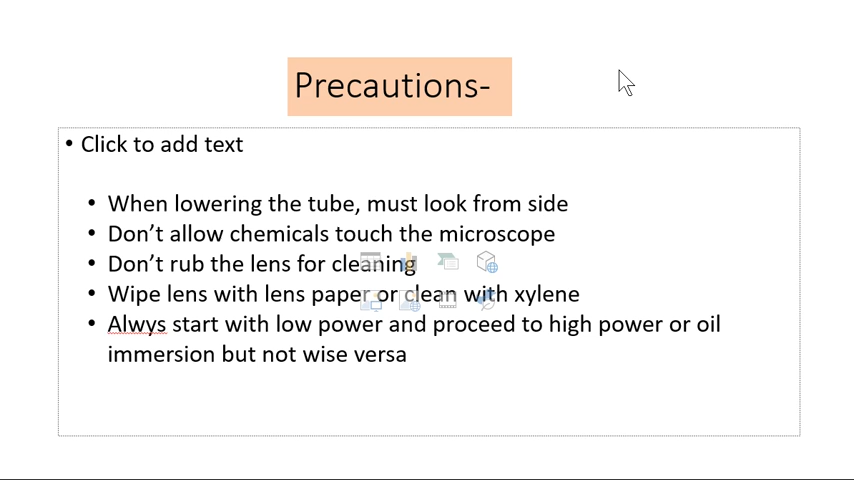 Precautions-
• Click to add text
• When lowering the tube, must look from side
• Don’t allow chemicals touch the microscope
• Don’t rub the lens for cleaning
• Wipe lens with lens paper or clean with xylene
• Alwys start with low power and proceed to high power or oil
immersion but not wise versa